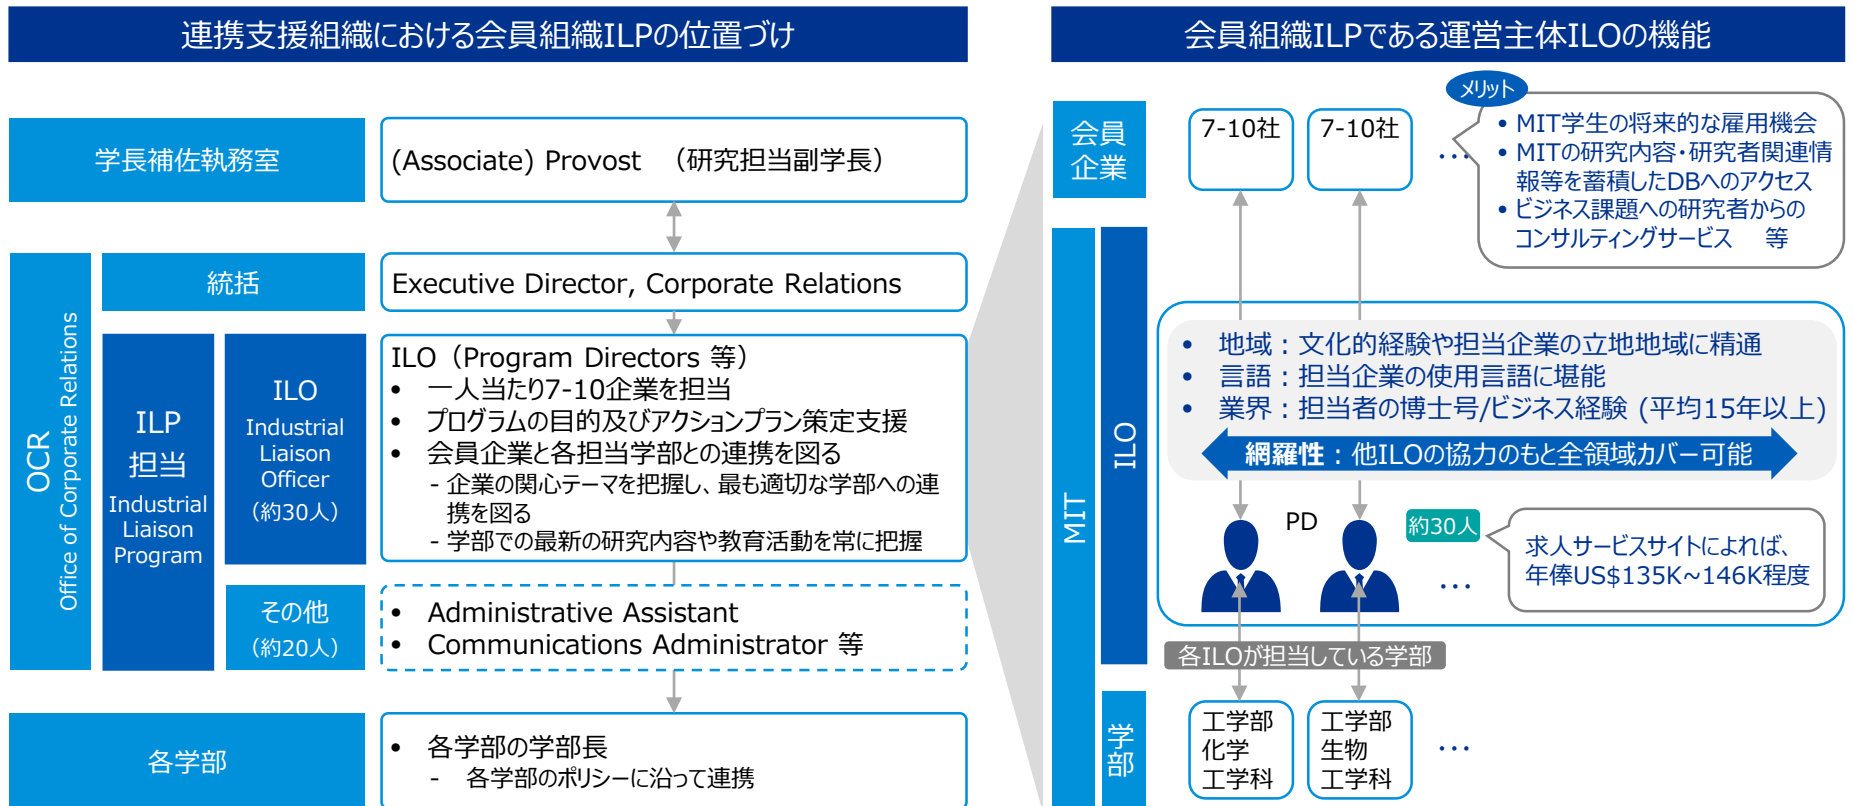 連携支援組織における会員組織ILPの位置づけ
学長補佐執務室
(Associate) Provost （研究担当副学長）
OCR
Office of Corporate Relations
統括
Executive Director, Corporate Relations
ILP
担当
Industrial
Liaison
Program
ILO
Industrial
Liaison
Officer
（約30人）
ILO（Program Directors 等）
• 一人当たり7-10企業を担当
• プログラムの目的及びアクションプラン策定支援
• 会員企業と各担当学部との連携を図る
- 企業の関心テーマを把握し、最も適切な学部への連
携を図る
- 学部での最新の研究内容や教育活動を常に把握
その他
（約20人）
• Administrative Assistant
• Communications Administrator 等
各学部
• 各学部の学部長
- 各学部のポリシーに沿って連携
会員組織ILPである運営主体ILOの機能
会員
企業
7-10社
7-10社
…
メリット
• MIT学生の将来的な雇用機会
• MITの研究内容・研究者関連情
報等を蓄積したDBへのアクセス
• ビジネス課題への研究者からの
コンサルティングサービス 等
MIT
ILO
• 地域：文化的経験や担当企業の立地地域に精通
• 言語：担当企業の使用言語に堪能
• 業界：担当者の博士号/ビジネス経験 (平均15年以上)
網羅性：他ILOの協力のもと全領域カバー可能
PD
約30人
…
求人サービスサイトによれば、
年俸US$135K~146K程度
各ILOが担当している学部
学部
工学部
化学
工学科
工学部
生物
工学科
…